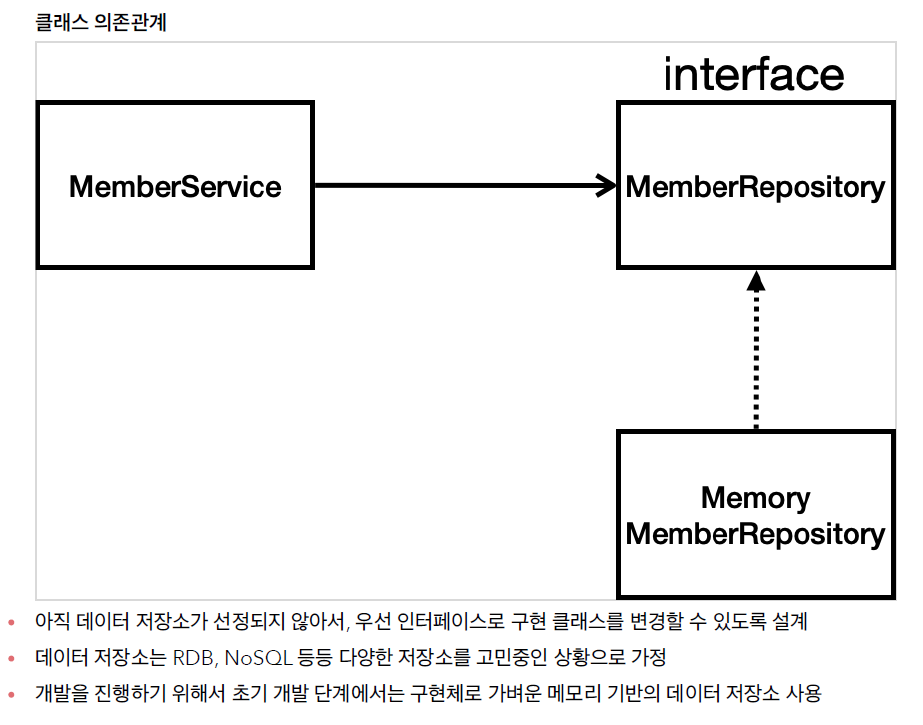 클래스 의존관계
interface
MemberService
MemberRepository
Memory
MemberRepository
• 아직 데이터 저장소가 선정되지 않아서, 우선 인터페이스로 구현 클래스를 변경할 수 있도록 설계
• 데이터 저장소는 RDB, NoSQL 등등 다양한 저장소를 고민중인 상황으로 가정
• 개발을 진행하기 위해서 초기 개발 단계에서는 구현체로 가벼운 메모리 기반의 데이터 저장소 사용